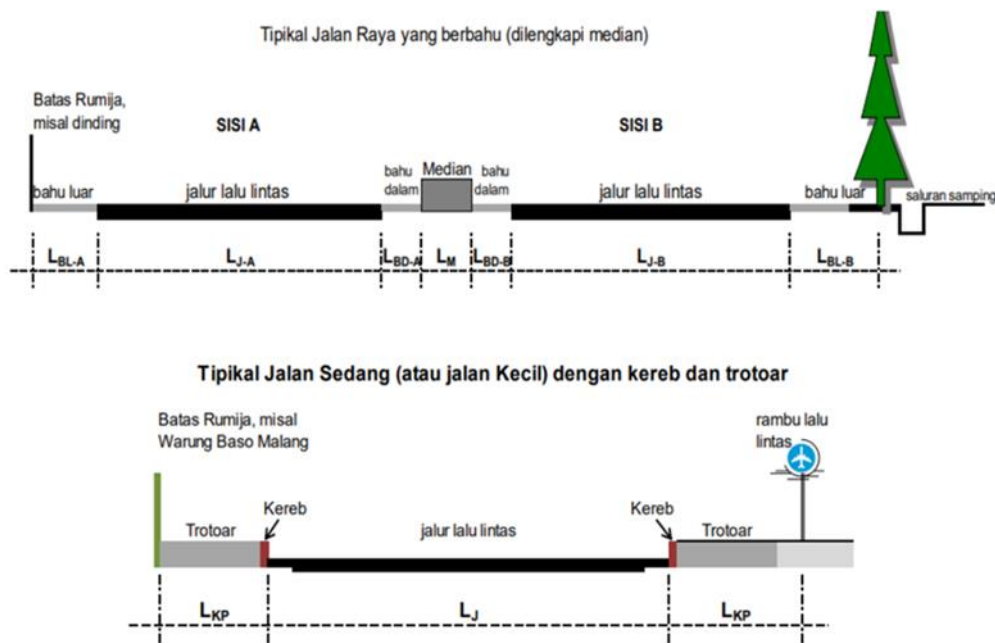 Tipikal Jalan Raya yang berbahu (dilengkapi median)
Batas Rumija,
misal dinding
SISI A
SISI B
bahu luar
jalur lalu lintas
bahu
dalam
Median
bahu
dalam
jalur lalu lintas
bahu luar
saluran samping
LBL-A
LJ-A
LBD-A
LM
LBD-B
LJ-B
LBL-B
Tipikal Jalan Sedang (atau jalan Kecil) dengan kereb dan trotoar
Batas Rumija, misal
Warung Baso Malang
rambu lalu
lintas
Trotoar
Kereb
jalur lalu lintas
Kereb
Trotoar
LKP
LJ
LKP